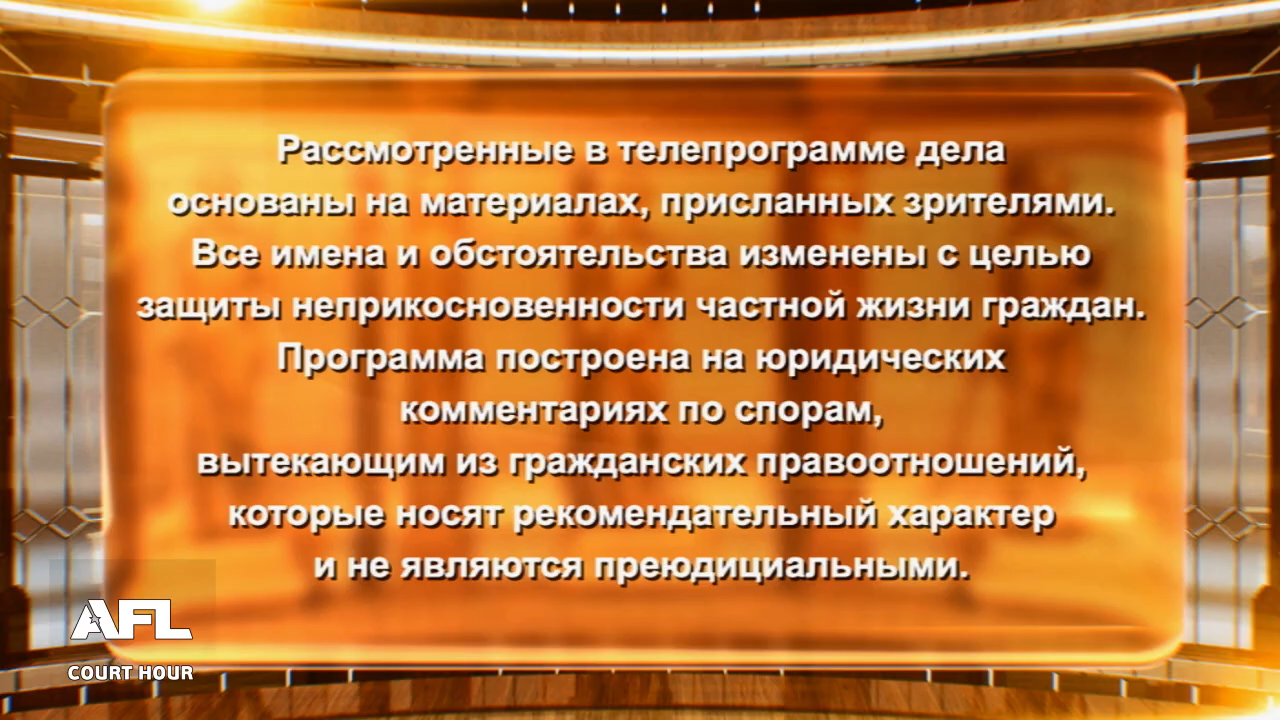 Рассмотренные в телепрограмме дела
основаны на материалах, присланных зрителями.
Все имена и обстоятельства изменены с целью
защиты неприкосновенности частной жизни граждан.
Программа построена на юридических
комментариях по спорам,
вытекающим из гражданских правоотношений,
которые носят рекомендательный характер
и не являются преюдициальными.
AFL
COURT HOUR